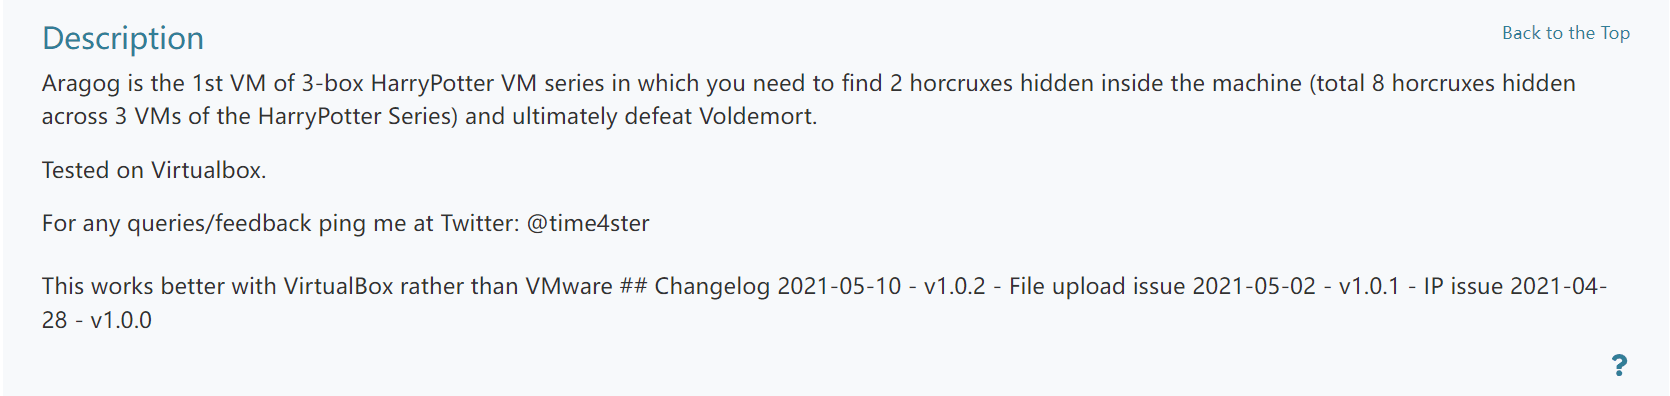 Description
Back to the Top
Aragog is the 1st VM of 3-box HarryPotter VM series in which you need to find 2 horcruxes hidden inside the machine (total 8 horcruxes hidden
across 3 VMs of the HarryPotter Series) and ultimately defeat Voldemort.
Tested on Virtualbox.
For any queries/feedback ping me at Twitter: @time4ster
This works better with VirtualBox rather than VMware ## Changelog 2021-05-10 - v1.0.2 - File upload issue 2021-05-02 - v1.0.1 - IP issue 2021-04-
28 - v1.0.0
?